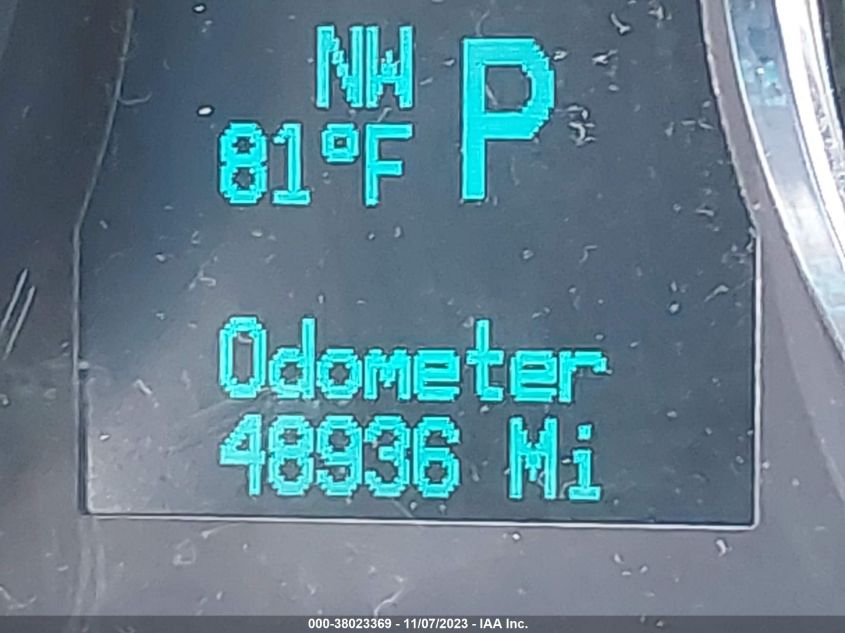 NW P
81°F
Odometer
48936 Mi
000-38023369 - 11/07/2023 - IAA Inc.